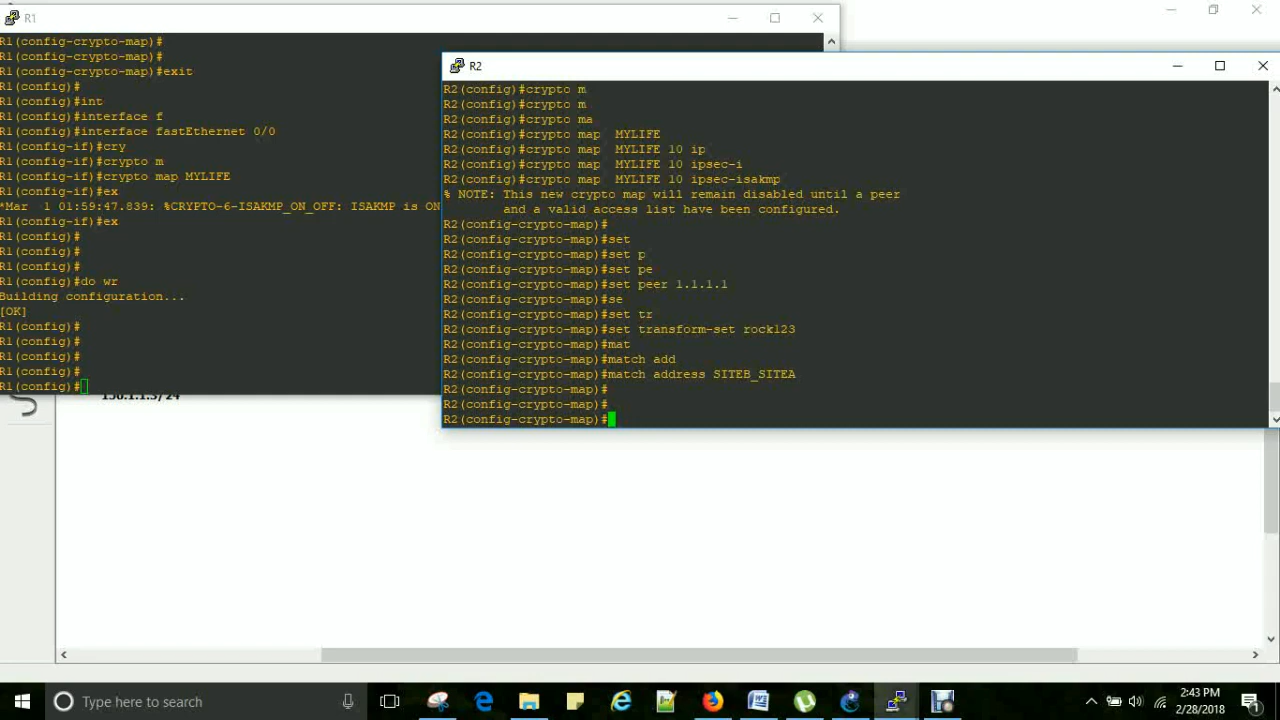 R1
R1(config-crypto-map)#
R1(config-crypto-map)#
R1(config-crypto-map)#exit
R1(config)#
R1(config)#int
R1(config)#interface f
R1(config)#interface fastEthernet 0/0
R1(config-if)#cry
R1(config-if)#crypto m
R1(config-if)#crypto map MYLIFE
R1(config-if)#ex
*Mar  1 01:59:47.839: %CRYPTO-6-ISAKMP_ON_OFF: ISAKMP is ON
R1(config-if)#ex
R1(config)#
R1(config)#
R1(config)#
R1(config)#do wr
Building configuration...
[OK]
R1(config)#
R1(config)#
R1(config)#
R1(config)#
R1(config)#
R2
R2(config)#crypto m
R2(config)#crypto m
R2(config)#crypto ma
R2(config)#crypto map  MYLIFE
R2(config)#crypto map  MYLIFE 10 ip
R2(config)#crypto map  MYLIFE 10 ipsec-i
R2(config)#crypto map  MYLIFE 10 ipsec-isakmp
% NOTE: This new crypto map will remain disabled until a peer
and a valid access list have been configured.
R2(config-crypto-map)#
R2(config-crypto-map)#set
R2(config-crypto-map)#set p
R2(config-crypto-map)#set pe
R2(config-crypto-map)#set peer 1.1.1.1
R2(config-crypto-map)#se
R2(config-crypto-map)#set tr
R2(config-crypto-map)#set transform-set rock123
R2(config-crypto-map)#mat
R2(config-crypto-map)#match add
R2(config-crypto-map)#match address SITEB_SITEA
R2(config-crypto-map)#
R2(config-crypto-map)#
R2(config-crypto-map)#
Type here to search
2:43 PM
2/28/2018
1